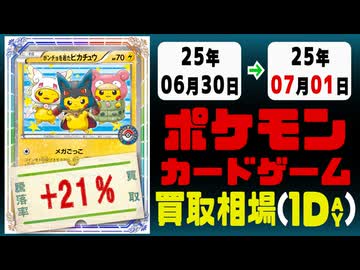 ポンチョを着たピカチュウ HP70
メガごっこ
騰落率
+21%
買取
25年
06月30日
25年
07月01日
ポケモン
カードゲーム
買取相場(1D)